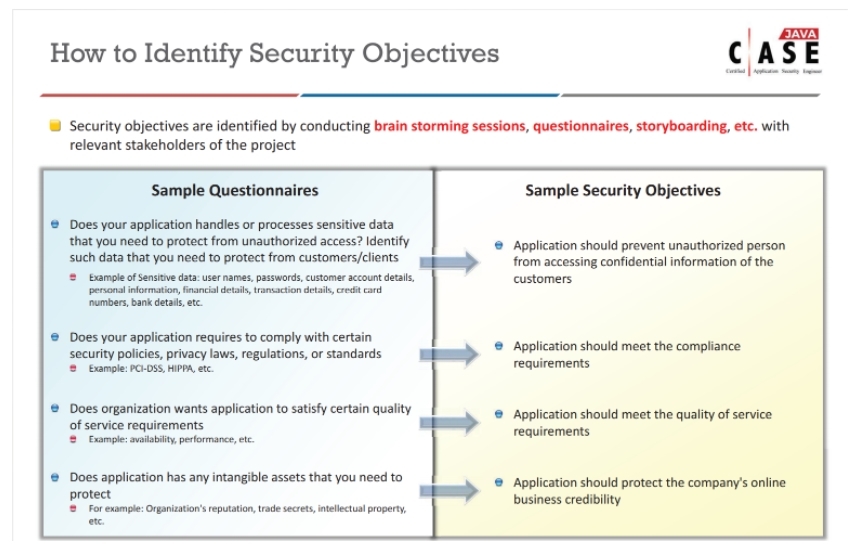 How to Identify Security Objectives
JAVA
CASE
Certified Application Security Engineer
Security objectives are identified by conducting brain storming sessions, questionnaires, storyboarding, etc. with
relevant stakeholders of the project
Sample Questionnaires
Does your application handles or processes sensitive data
that you need to protect from unauthorized access? Identify
such data that you need to protect from customers/clients
Example of Sensitive data: user names, passwords, customer account details,
personal information, financial details, transaction details, credit card
numbers, bank details, etc.
Does your application requires to comply with certain
security policies, privacy laws, regulations, or standards
Example: PCI-DSS, HIPPA, etc.
Does organization wants application to satisfy certain quality
of service requirements
Example: availability, performance, etc.
Does application has any intangible assets that you need to
protect
For example: Organization's reputation, trade secrets, intellectual property,
etc.
Sample Security Objectives
Application should prevent unauthorized person
from accessing confidential information of the
customers
Application should meet the compliance
requirements
Application should meet the quality of service
requirements
Application should protect the company's online
business credibility